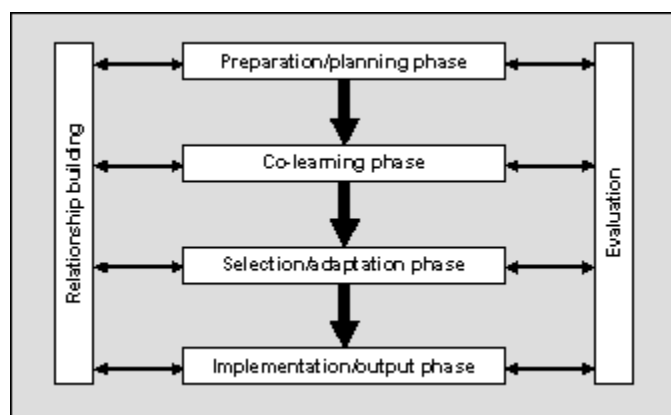 Preparation/planning phase
Co-learning phase
Selection/adaptation phase
Implementation/output phase
Relationship building
Evaluation